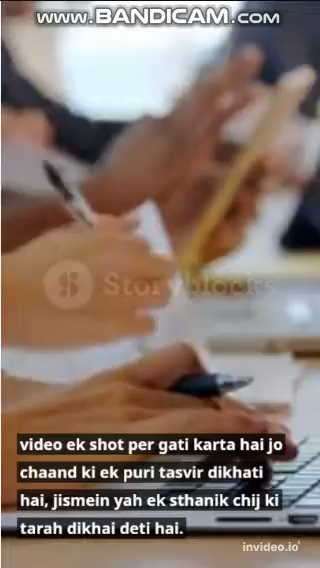 www.BANDICAM.com
Storyblocks
video ek shot per gati karta hai jo
chaand ki ek puri tasvir dikhati
hai, jismein yah ek sthanik chij ki
tarah dikhai deti hai.
invideo.io